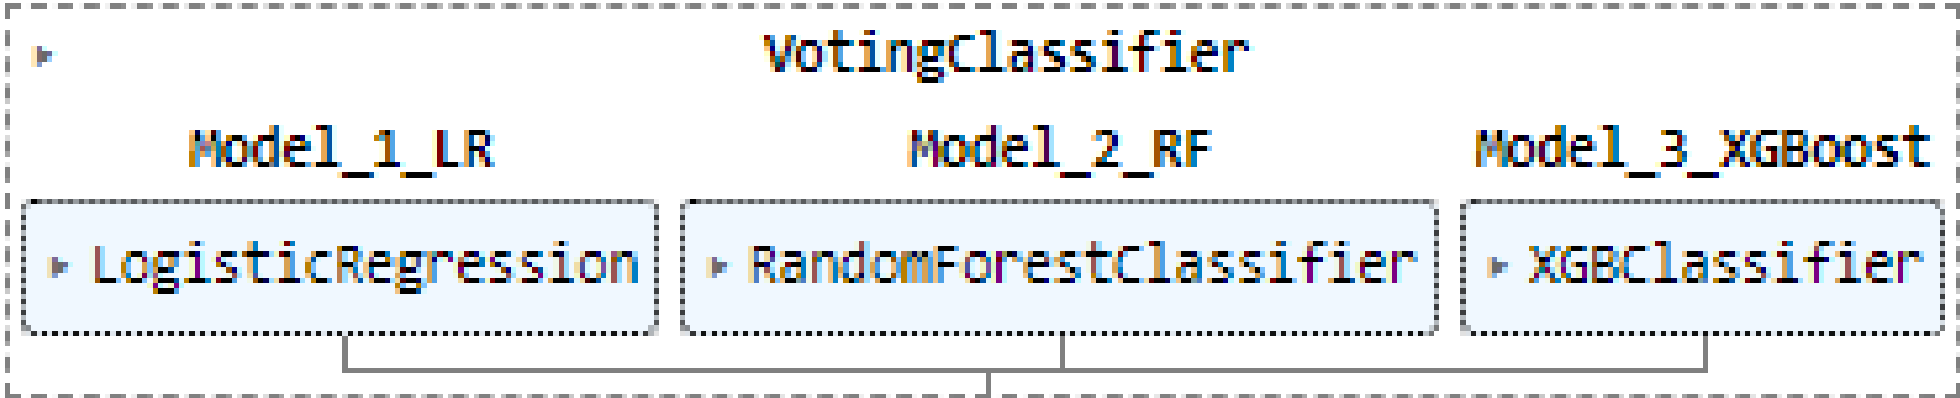 VotingClassifier
Model_1_LR Model_2_RF Model_3_XGBoost
LogisticRegression RandomForestClassifier XGBClassifier